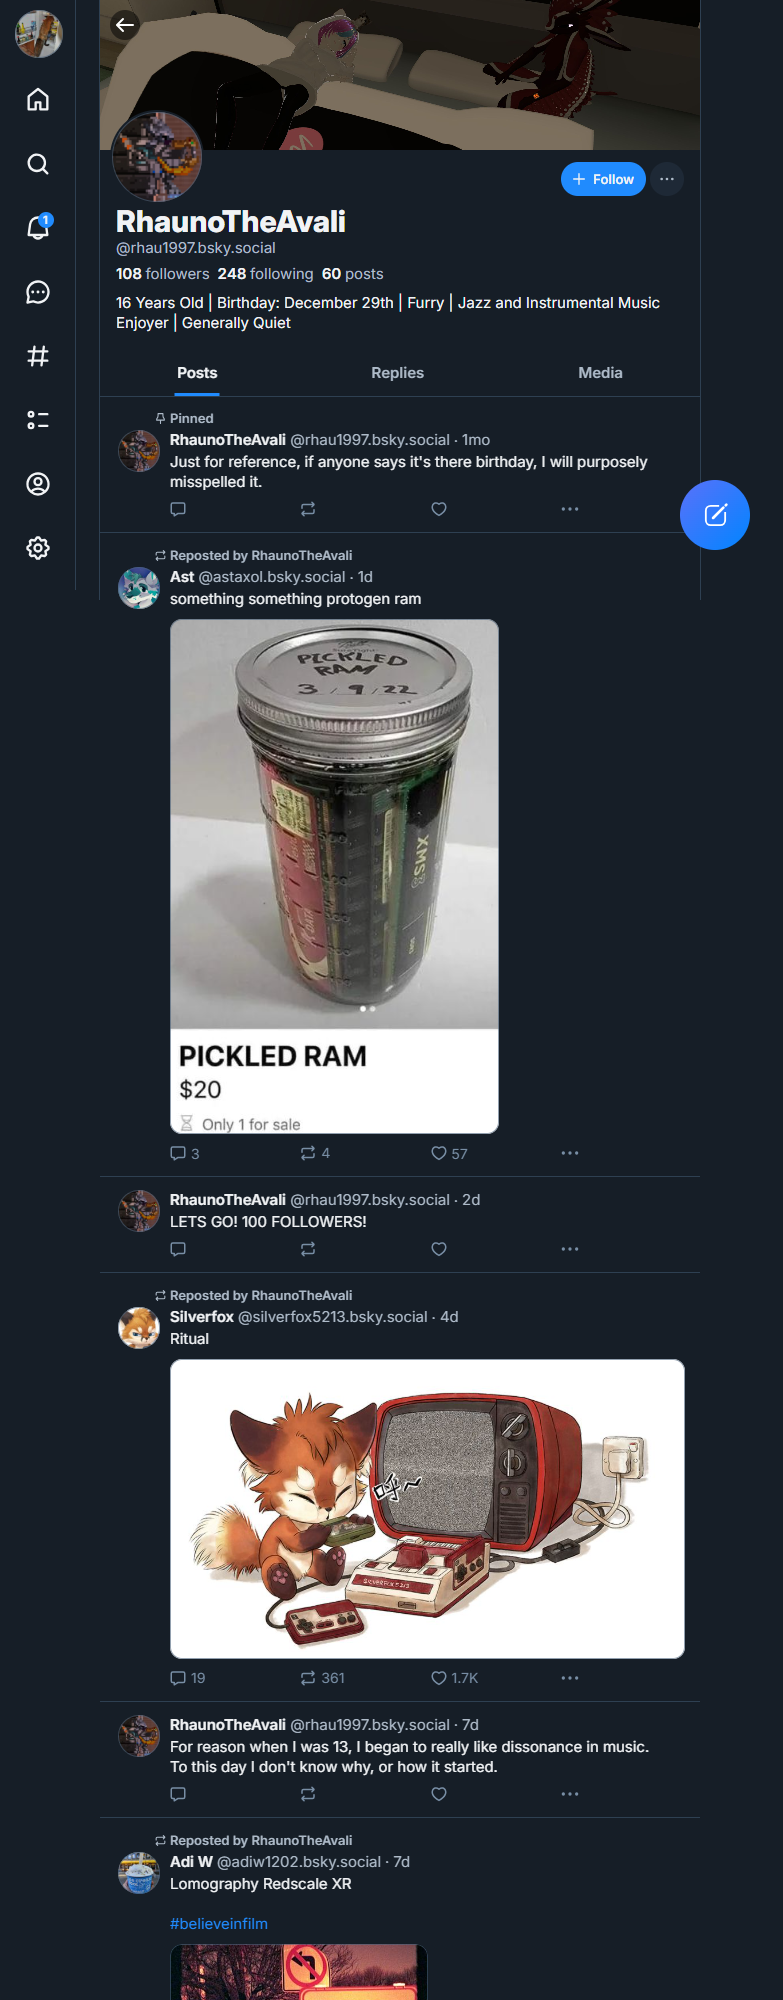 1
+ Follow
RhaunoTheAvali
@rhau1997.bsky.social
108 followers 248 following 60 posts
16 Years Old | Birthday: December 29th | Furry | Jazz and Instrumental Music
Enjoyer | Generally Quiet
Posts Replies Media
Pinned
RhaunoTheAvali @rhau1997.bsky.social · 1mo
Just for reference, if anyone says it's there birthday, I will purposely
misspelled it.
Reposted by RhaunoTheAvali
Ast @astaxol.bsky.social · 1d
something something protogen ram
PICKLED
RAM
3/9/22
XMS
PICKLED RAM
$20
Only 1 for sale
3 4 57
RhaunoTheAvali @rhau1997.bsky.social · 2d
LETS GO! 100 FOLLOWERS!
Reposted by RhaunoTheAvali
Silverfox @silverfox5213.bsky.social · 4d
Ritual
呼~
SILVERFOX5213
19 361 1.7K
RhaunoTheAvali @rhau1997.bsky.social · 7d
For reason when I was 13, I began to really like dissonance in music.
To this day I don't know why, or how it started.
Reposted by RhaunoTheAvali
Adi W @adiw1202.bsky.social · 7d
Lomography Redscale XR
#believeinfilm